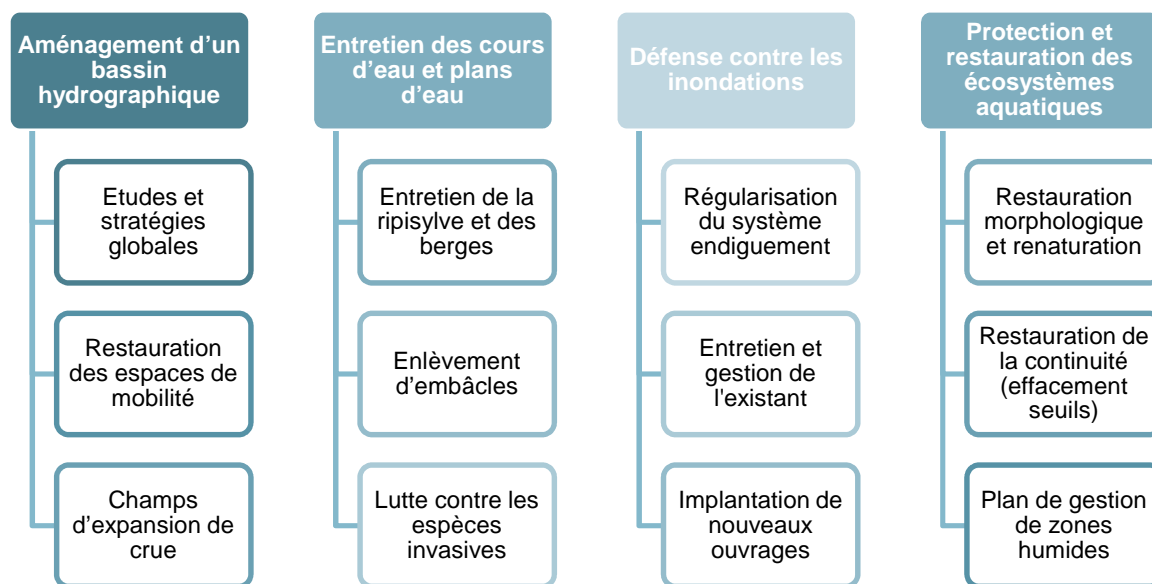 Aménagement d’un
bassin
hydrographique
Etudes et
stratégies
globales
Restauration
des espaces de
mobilité
Champs
d’expansion de
crue
Entretien des cours
d’eau et plans
d’eau
Entretien de la
ripisylve et des
berges
Enlèvement
d’embâcles
Lutte contre les
espèces
invasives
Défense contre les
inondations
Régularisation
du système
endiguement
Entretien et
gestion de
l'existant
Implantation de
nouveaux
ouvrages
Protection et
restauration des
écosystèmes
aquatiques
Restauration
morphologique
et renaturation
Restauration de
la continuité
(effacement
seuils)
Plan de gestion
de zones
humides